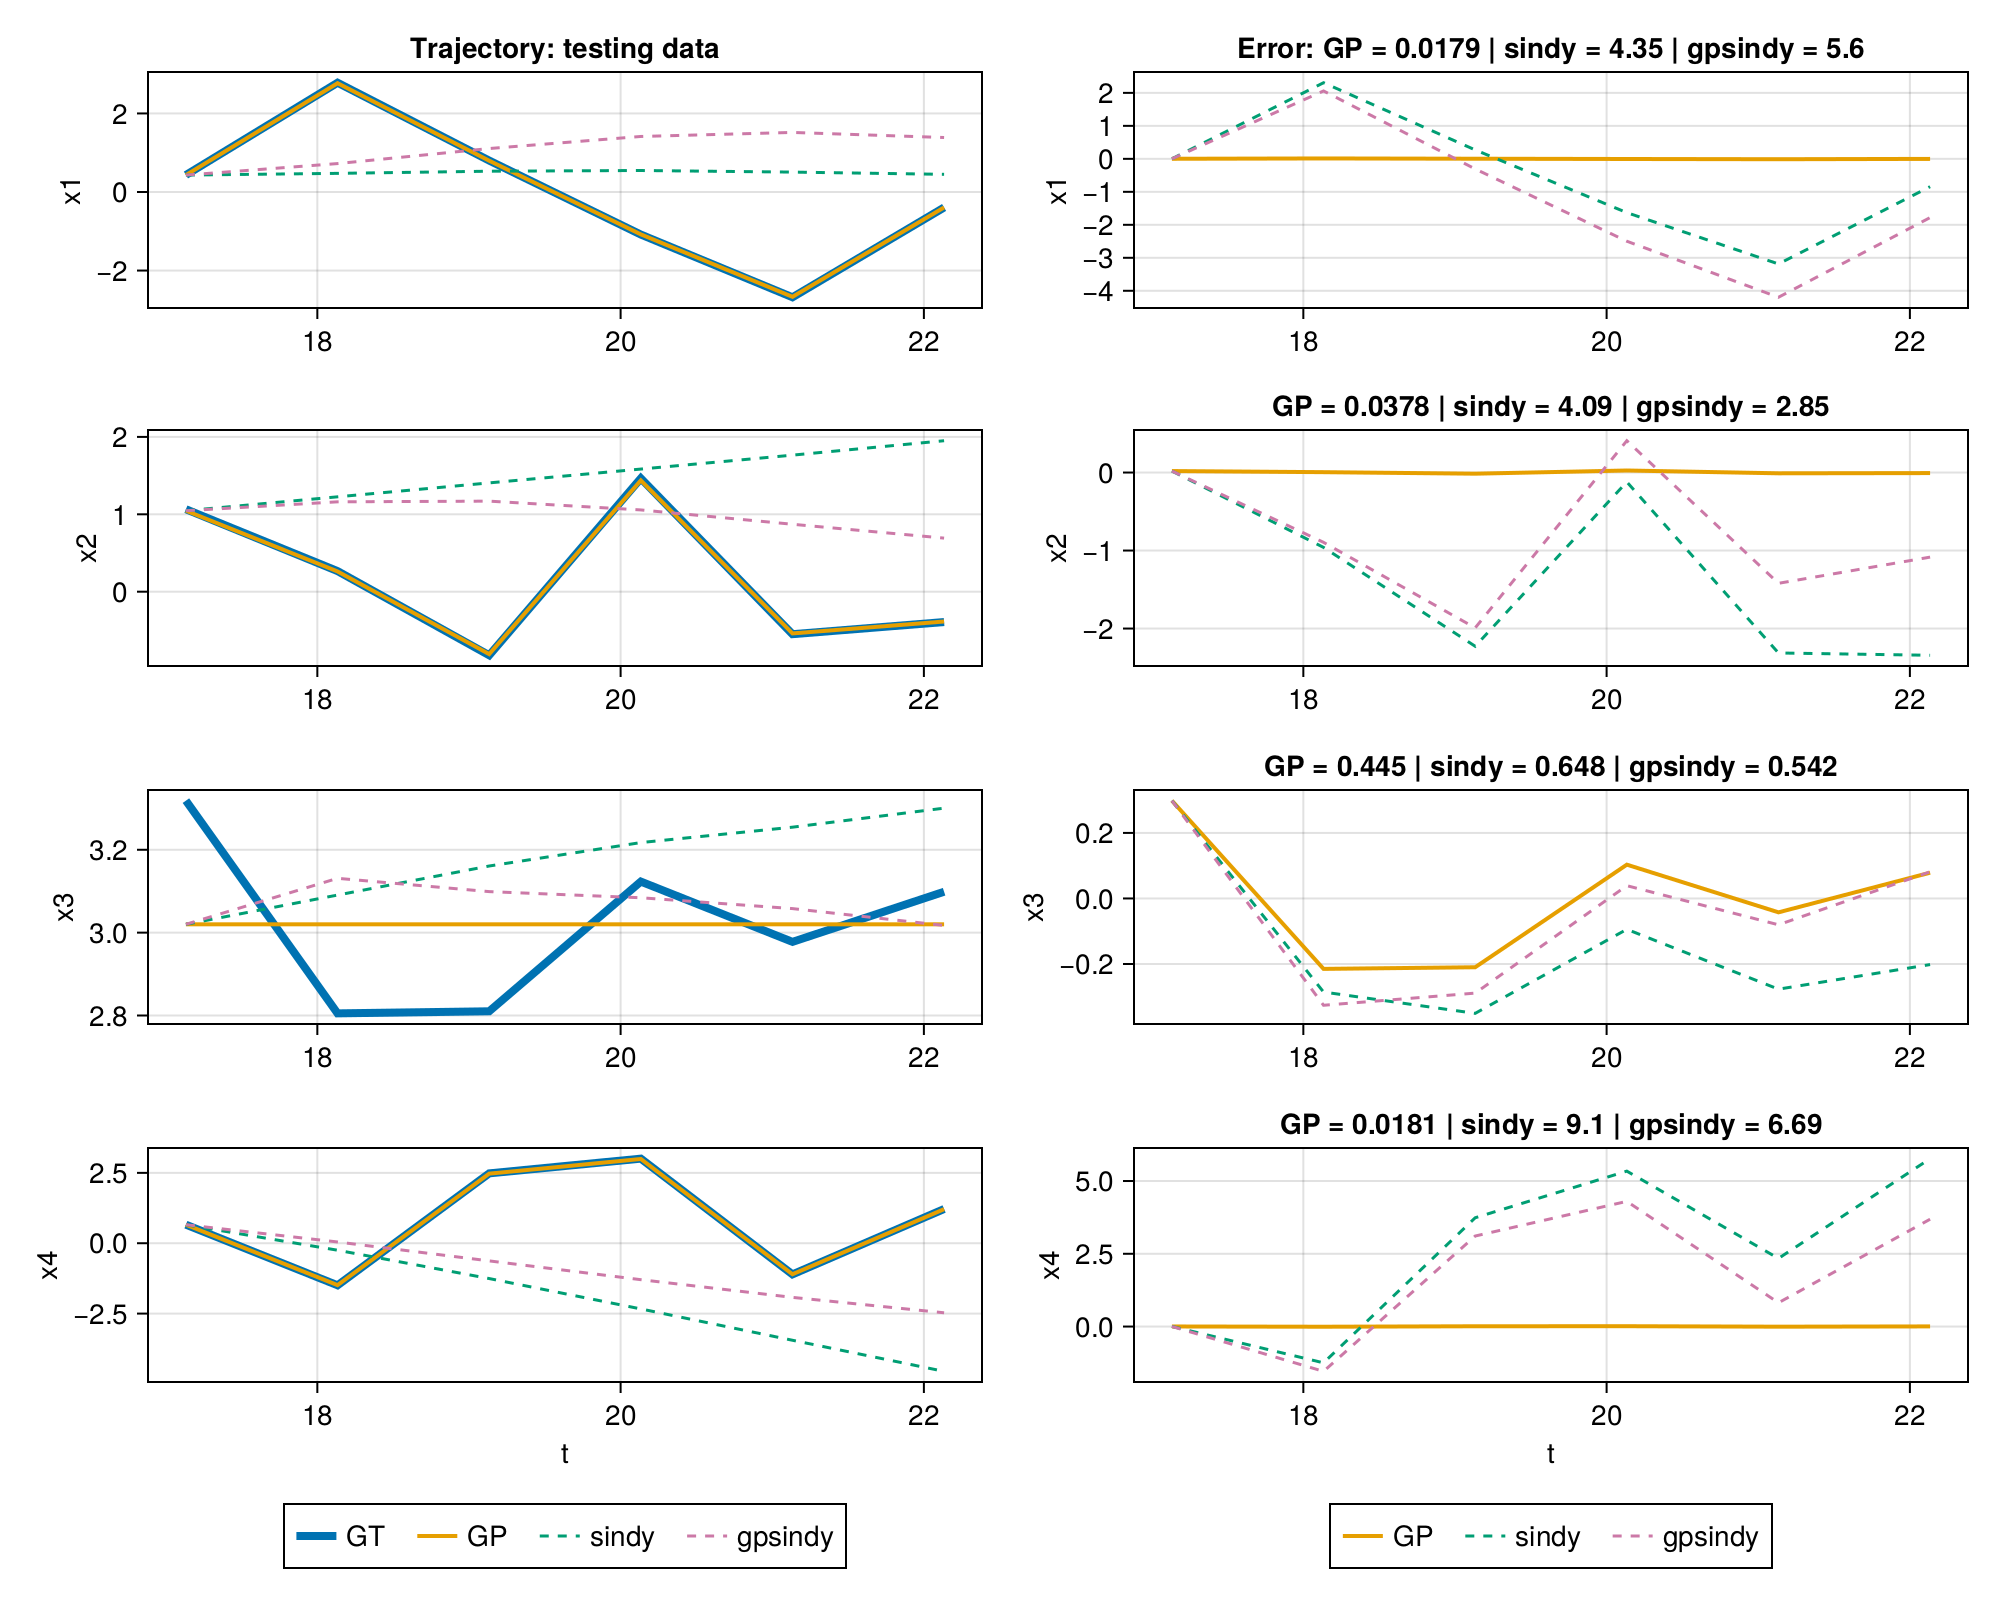 Trajectory: testing data
x1
2
0
−2
18 20 22
Error: GP = 0.0179 | sindy = 4.35 | gpsindy = 5.6
x1
2
1
0
−1
−2
−3
−4
18 20 22
x2
2
1
0
18 20 22
GP = 0.0378 | sindy = 4.09 | gpsindy = 2.85
x2
0
−1
−2
18 20 22
x3
3.2
3.0
2.8
18 20 22
GP = 0.445 | sindy = 0.648 | gpsindy = 0.542
x3
0.2
0.0
−0.2
18 20 22
x4
2.5
0.0
−2.5
18 20 22
t
GP = 0.0181 | sindy = 9.1 | gpsindy = 6.69
x4
5.0
2.5
0.0
18 20 22
t
GT GP sindy gpsindy
GP sindy gpsindy